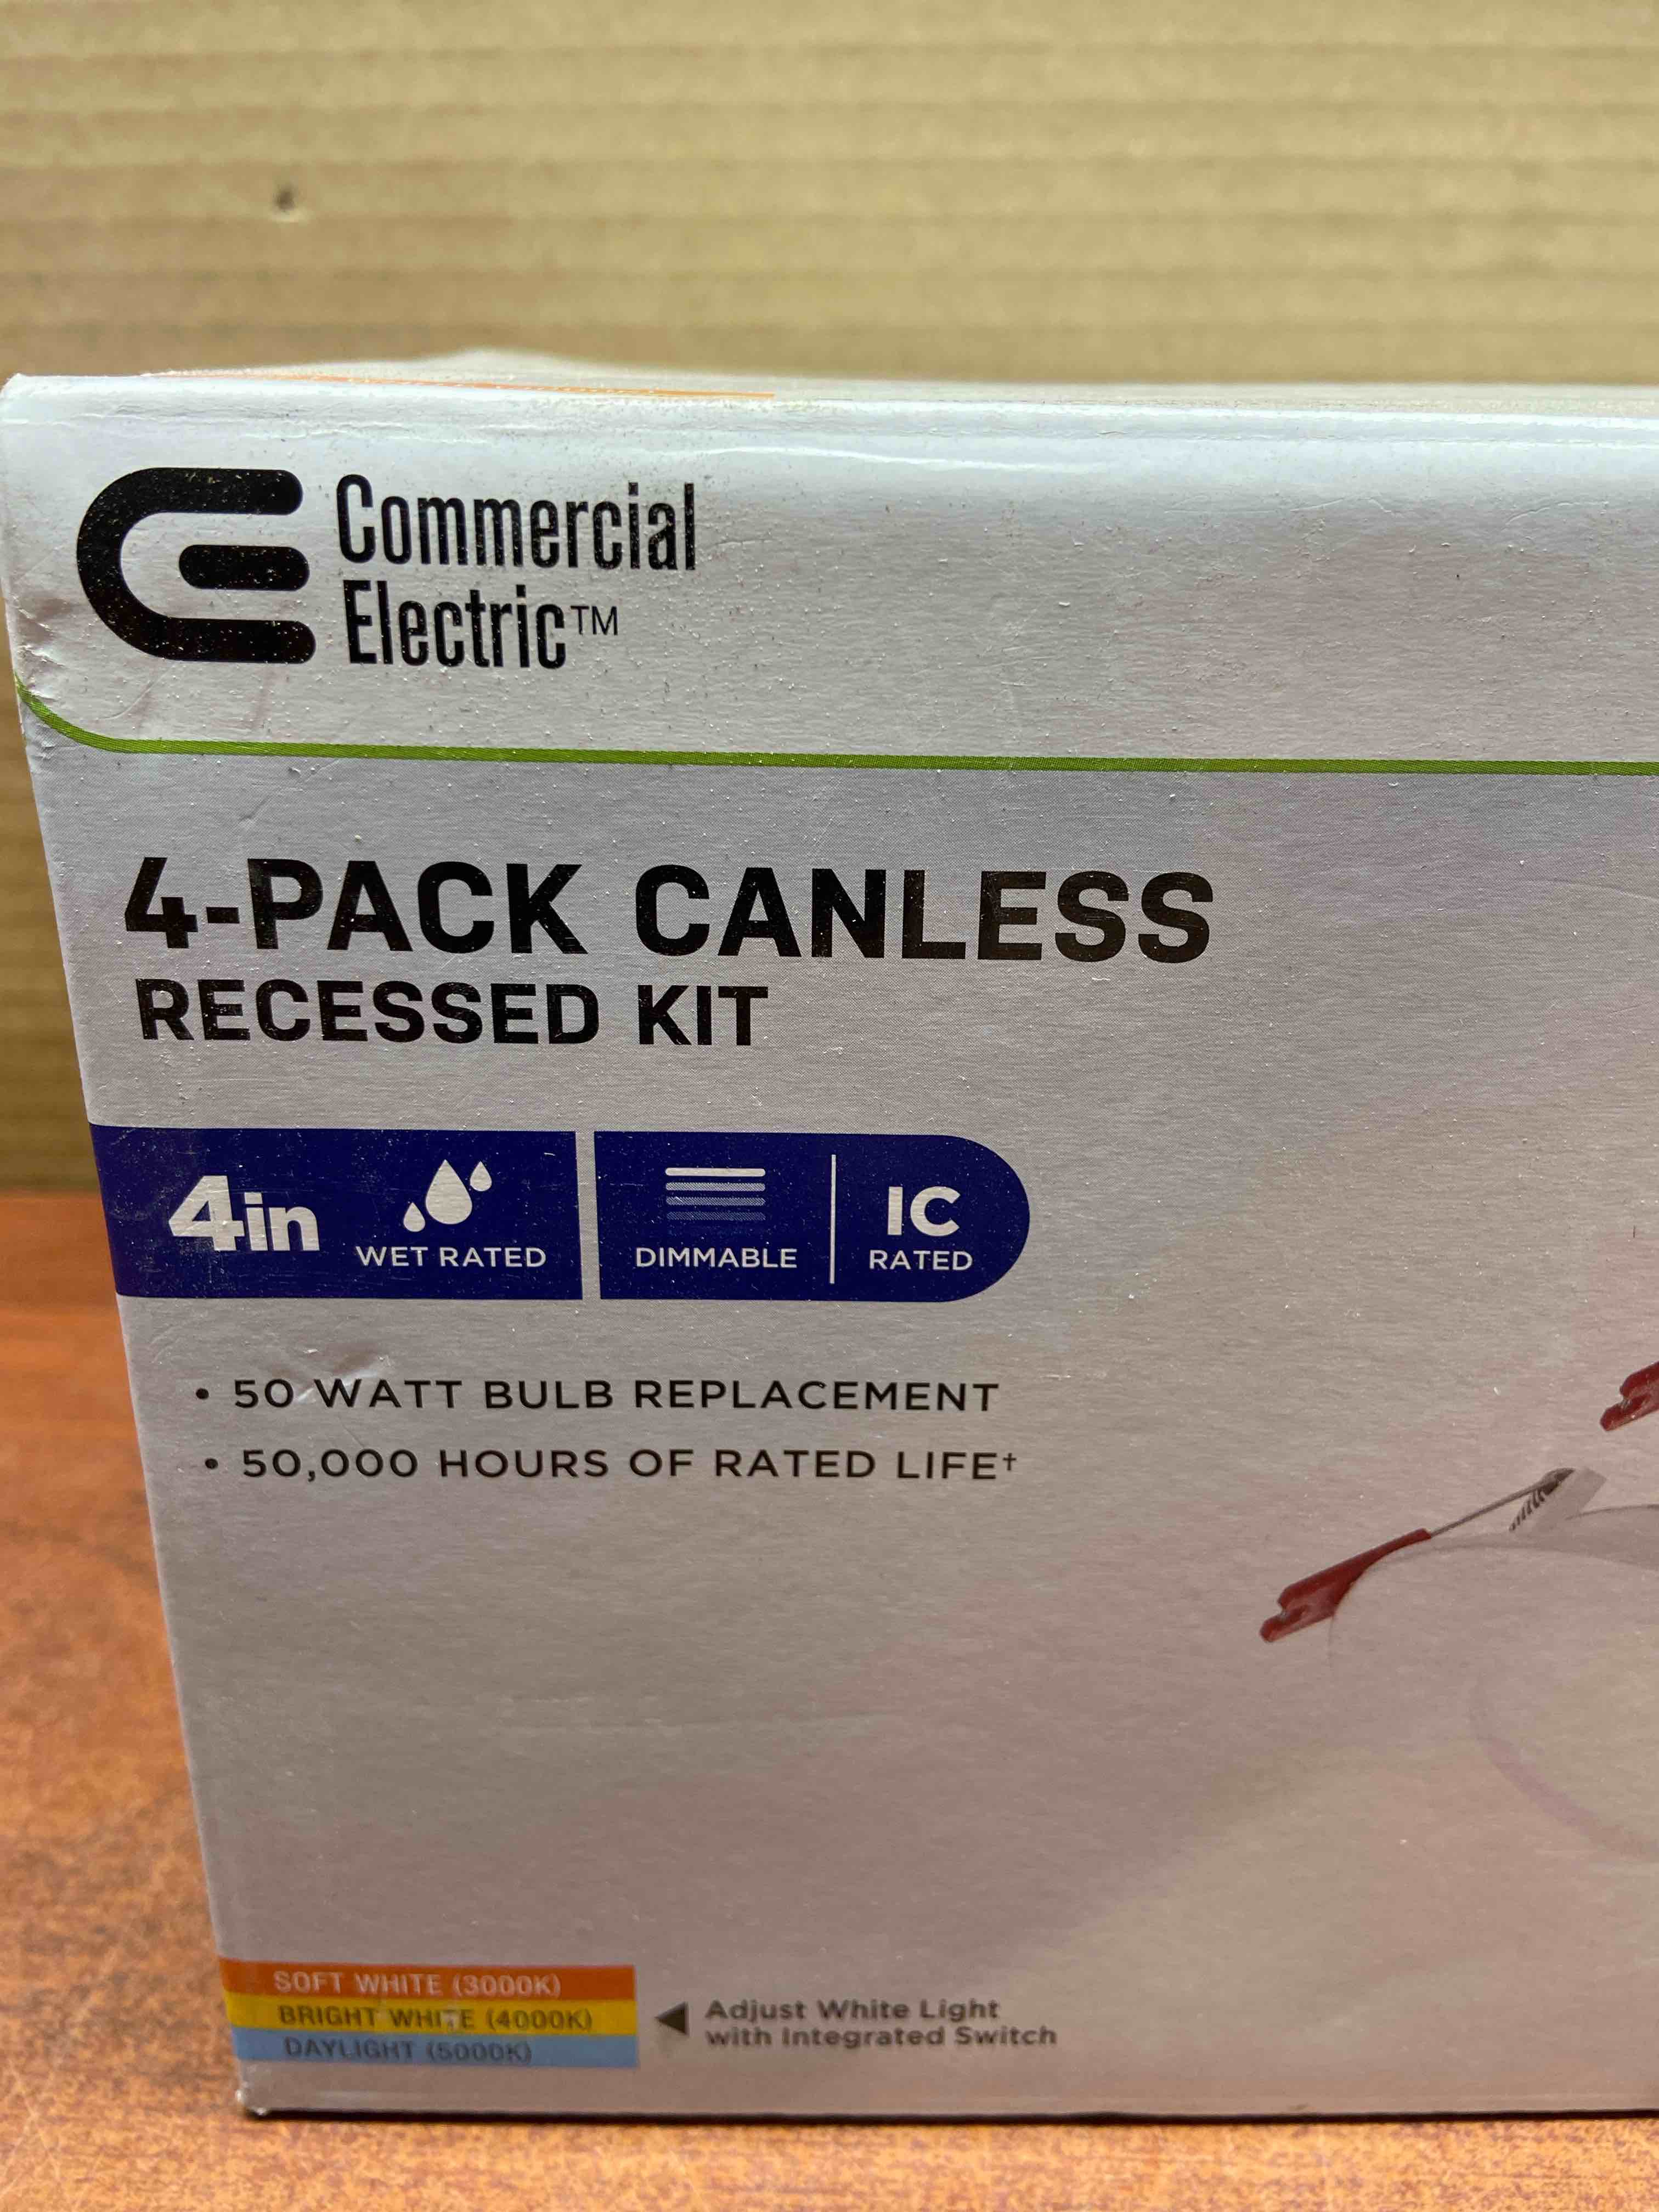 Commercial
Electric™
4-PACK CANLESS
RECESSED KIT
4in
WET RATED
DIMMABLE
IC
RATED
• 50 WATT BULB REPLACEMENT
• 50,000 HOURS OF RATED LIFE†
SOFT WHITE (3000K)
BRIGHT WHITE (4000K)
DAYLIGHT (5000K)
Adjust White Light
with Integrated Switch